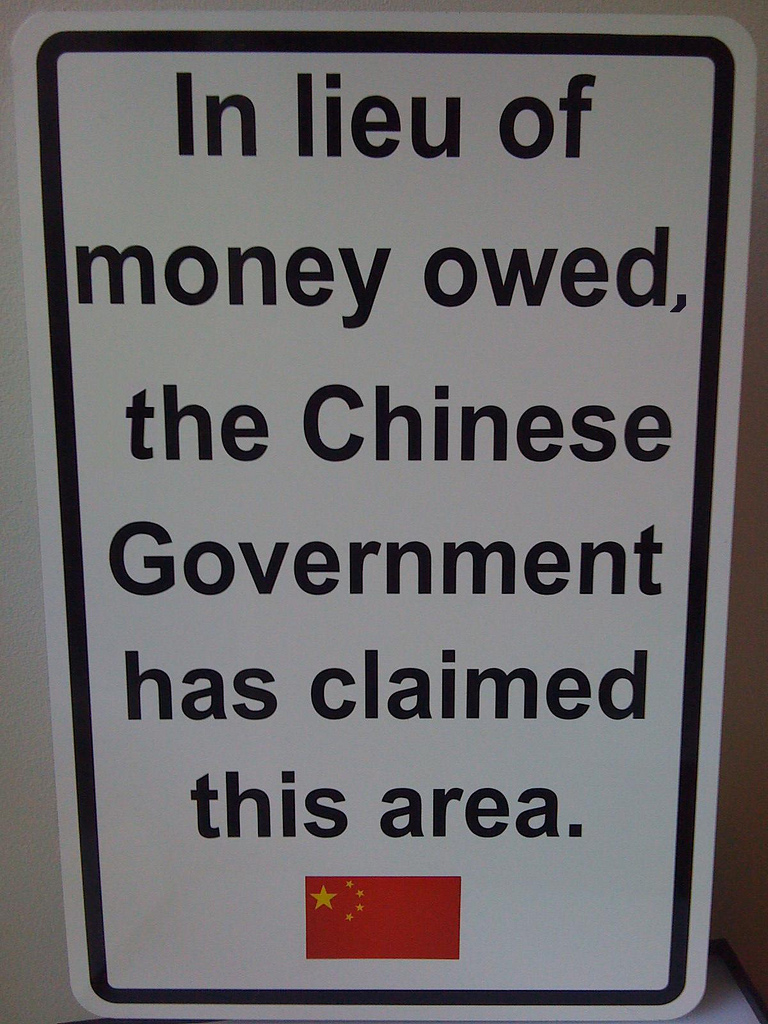 In lieu of
money owed,
the Chinese
Government
has claimed
this area.